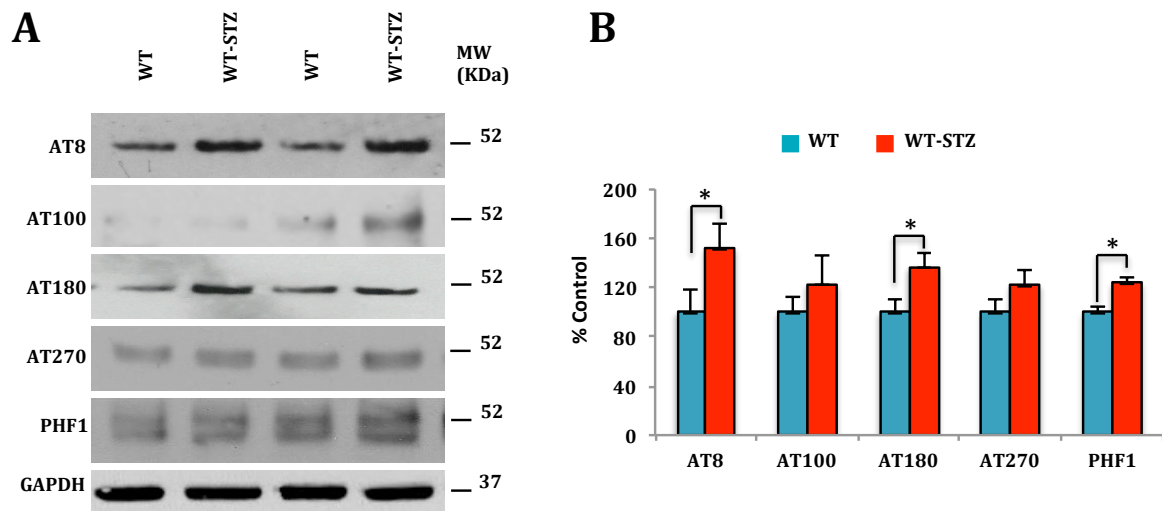 A
WT
WT-STZ
WT
WT-STZ
MW
(KDa)
AT8
52
AT100
52
AT180
52
AT270
52
PHF1
52
GAPDH
37
B
WT
WT-STZ
% Control
200
160
120
80
40
0
*
*
*
AT8
AT100
AT180
AT270
PHF1